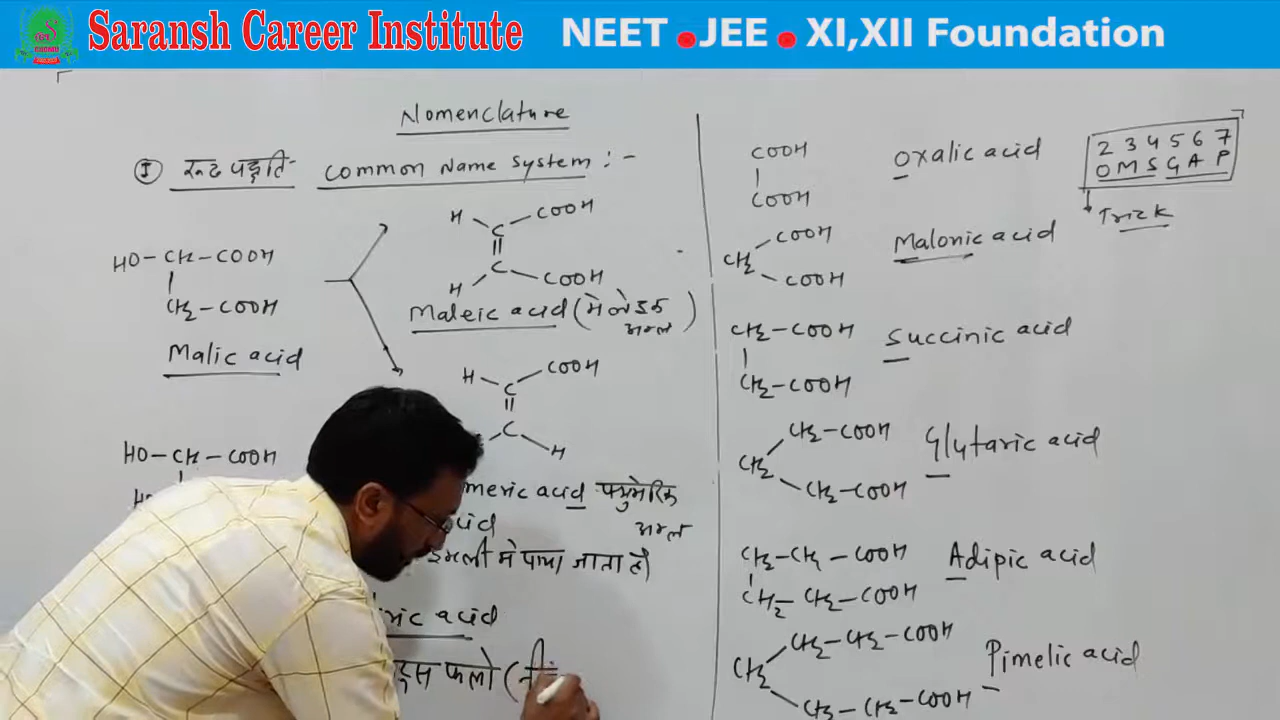 Saransh Career Institute
NEET • JEE • XI,XII Foundation
Nomenclature
I रूढ पद्दति Common Name System :-
HO-CH-COOH
|
CH2-COOH
Malic acid
H COOH
C
||
C
H COOH
Maleic acid (मेलेइक अम्ल)
H COOH
C
||
C
H
meric acid फ्युमेरिक अम्ल
cid
HO-CH-COOH
HO
इमली मे पाया जाता है।
ric acid
फलो (
COOH
|
COOH
Oxalic acid
COOH
CH2
COOH
Malonic acid
CH2-COOH
|
CH2-COOH
Succinic acid
CH2-COOH
CH2
CH2-COOH
Glutaric acid
CH2-CH2-COOH
|
CH2-CH2-COOH
Adipic acid
CH2-CH2-COOH
CH2
CH2-CH2-COOH
Pimelic acid
2 3 4 5 6 7
O M S G A P
Trick